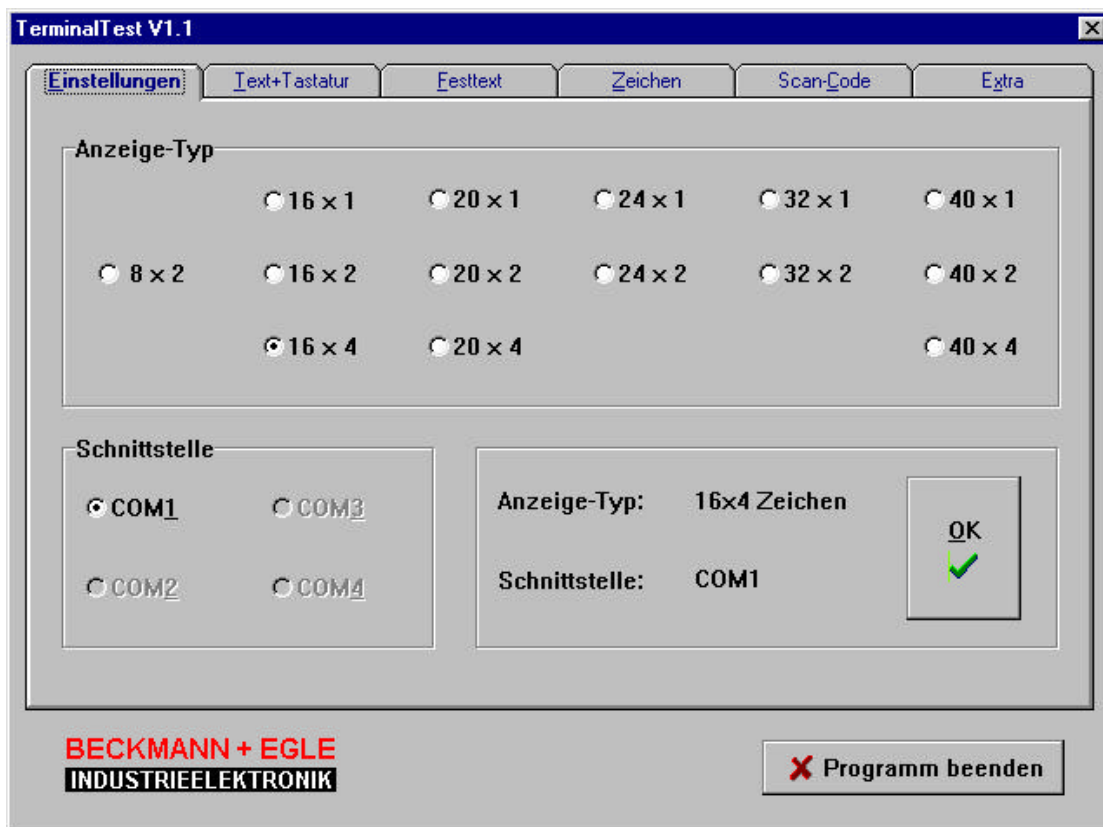 TerminalTest V1.1
Einstellungen Text+Tastatur Festtext Zeichen Scan-Code Extra
Anzeige-Typ
16 x 1 20 x 1 24 x 1 32 x 1 40 x 1
8 x 2 16 x 2 20 x 2 24 x 2 32 x 2 40 x 2
16 x 4 20 x 4 40 x 4
Schnittstelle
COM1 COM3
COM2 COM4
Anzeige-Typ: 16x4 Zeichen
Schnittstelle: COM1
OK
BECKMANN + EGLE
INDUSTRIEELEKTRONIK
Programm beenden